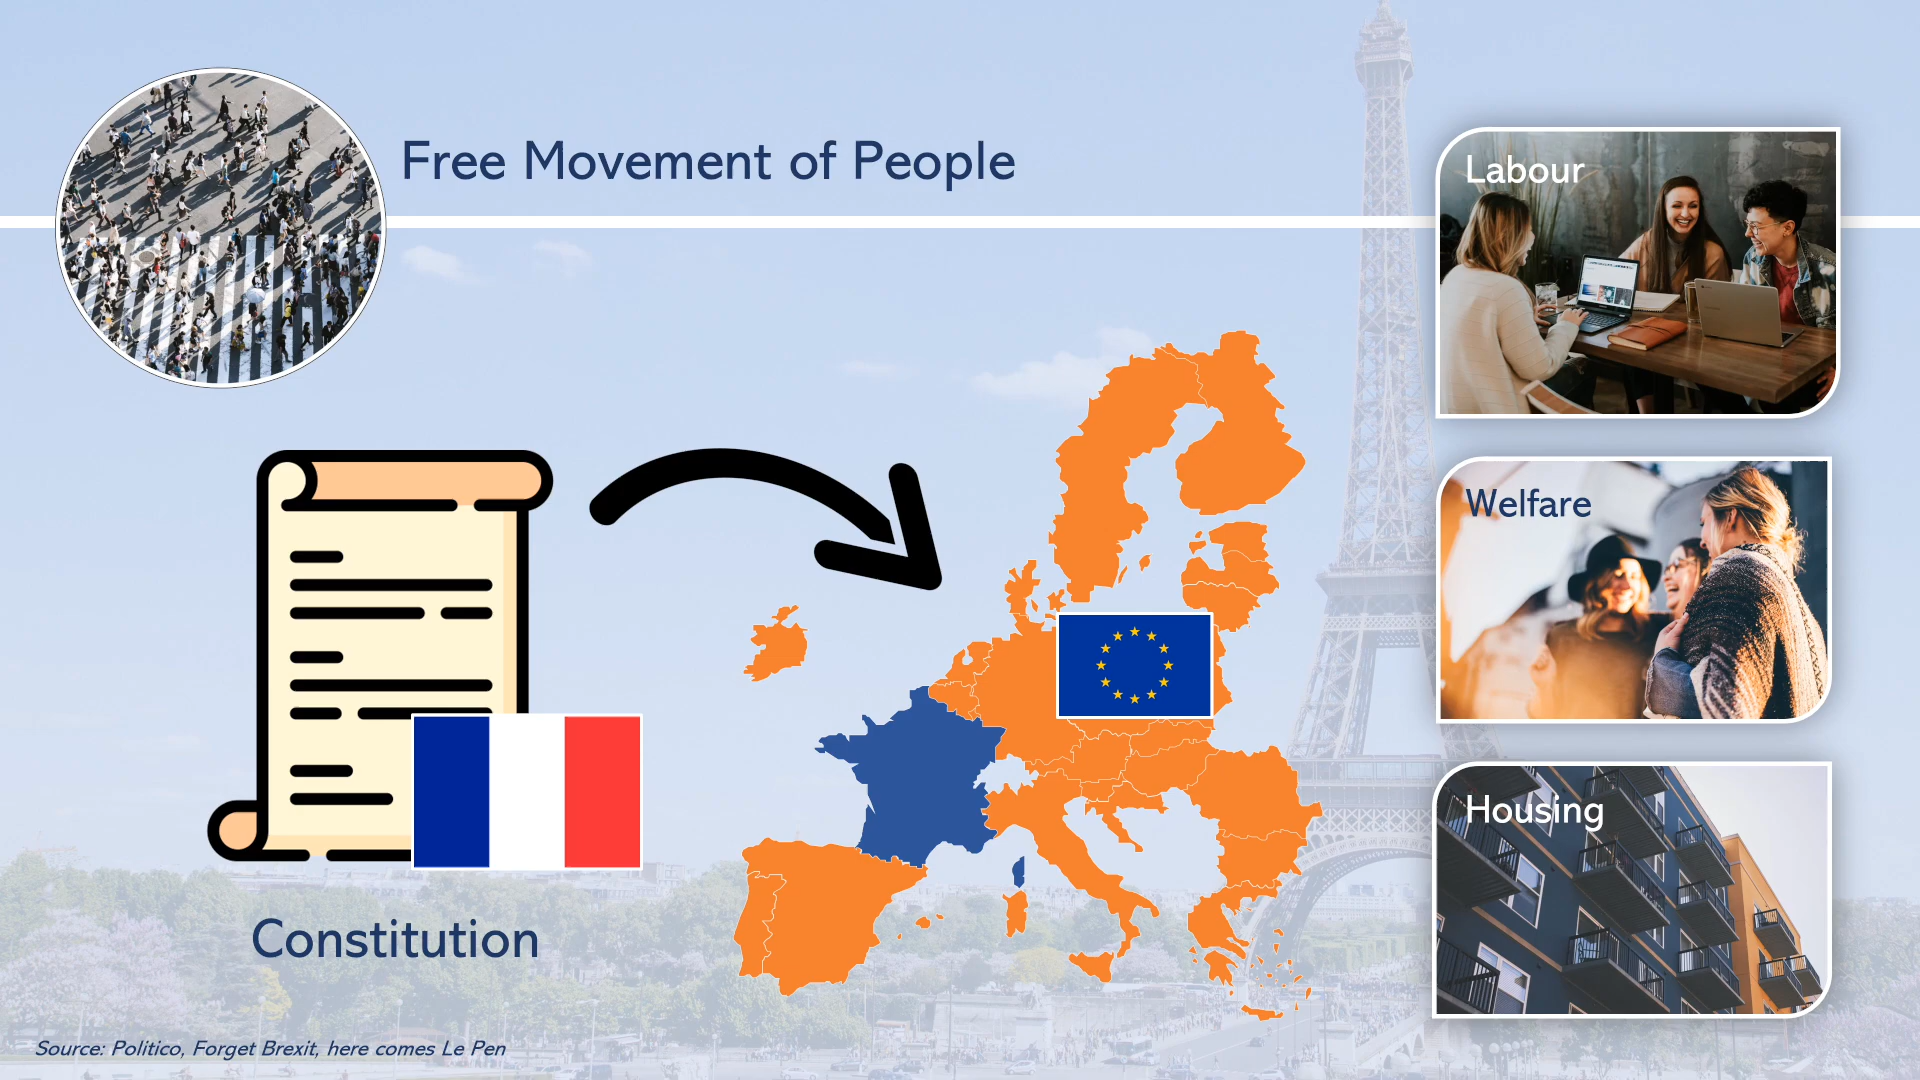 Free Movement of People
Labour
Welfare
Housing
Constitution
Source: Politico, Forget Brexit, here comes Le Pen